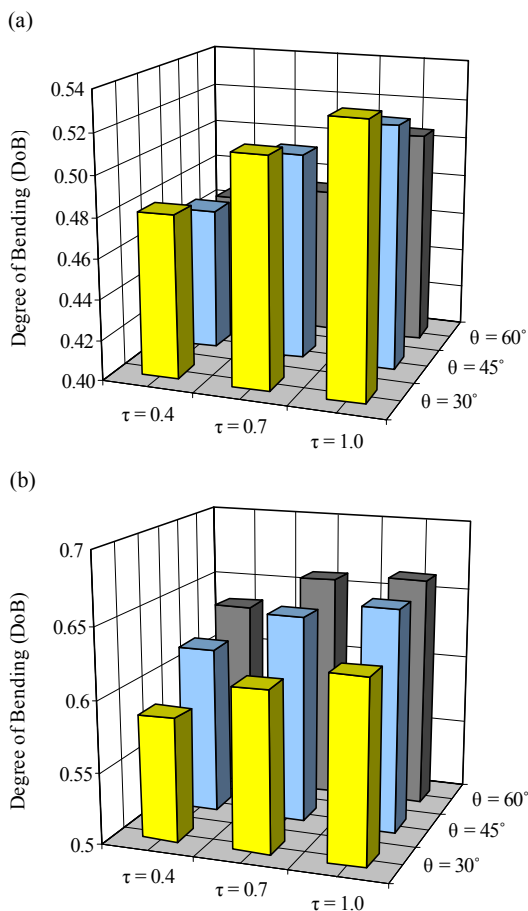 (a)
Degree of Bending (DoB)
0.54
0.52
0.50
0.48
0.46
0.44
0.42
0.40
τ = 0.4
τ = 0.7
τ = 1.0
θ = 60°
θ = 45°
θ = 30°
(b)
Degree of Bending (DoB)
0.7
0.65
0.6
0.55
0.5
τ = 0.4
τ = 0.7
τ = 1.0
θ = 60°
θ = 45°
θ = 30°